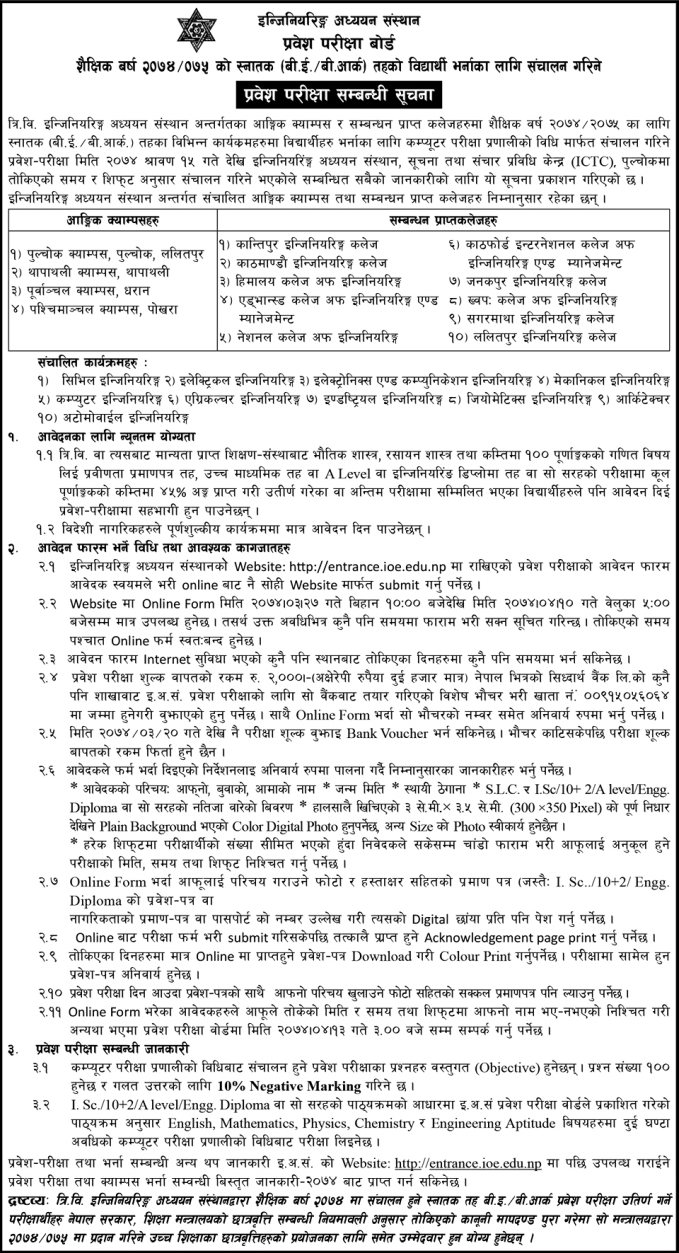 इन्जिनियरिङ्ग अध्ययन संस्थान
प्रवेश परीक्षा बोर्ड
शैक्षिक बर्ष २०७४/०७५ को स्नातक (बी.ई./बी.आर्क) तहको विद्यार्थी भर्नाका लागि संचालन गरिने
प्रवेश परीक्षा सम्बन्धी सूचना
त्रि.वि. इन्जिनियरिङ्ग अध्ययन संस्थान अन्तर्गतका आङ्गिक क्याम्पस र सम्बन्धन प्राप्त कलेजहरुमा शैक्षिक वर्ष २०७४/२०७५ का लागि
स्नातक (बी.ई./बी.आर्क.) तहका विभिन्न कार्यकमहरुमा विद्यार्थीहरु भर्नाका लागि कम्प्यूटर परीक्षा प्रणालीको विधि मार्फत संचालन गरिने
प्रवेश-परीक्षा मिति २०७४ श्रावण १५ गते देखि इन्जिनियरिंङ्ग अध्ययन संस्थान, सूचना तथा संचार प्रविधि केन्द्र (ICTC), पुल्चोकमा
तोकिएको समय र शिफ्ट अनुसार संचालन गरिने भएकोले सम्बन्धित सबैको जानकारीको लागि यो सूचना प्रकाशन गरिएको छ ।
इन्जिनियरिङ्ग अध्ययन संस्थान अन्तर्गत संचालित आङ्गिक क्याम्पस तथा सम्बन्धन प्राप्त कलेजहरु निम्नानुसार रहेका छन् ।
आङ्गिक क्याम्पसहरु
१) पुल्चोक क्याम्पस, पुल्चोक, ललितपुर
२) थापाथली क्याम्पस, थापाथली
३) पूर्वाञ्चल क्याम्पस, धरान
४) पश्चिमाञ्चल क्याम्पस, पोखरा
सम्बन्धन प्राप्तकलेजहरु
१) कान्तिपुर इन्जिनियरिङ्ग कलेज
२) काठमाण्डौ इन्जिनियरिङ्ग कलेज
३) हिमालय कलेज अफ इन्जिनियरिङ्ग
४) एड्भान्स्ड कलेज अफ इन्जिनियरिङ्ग एण्ड
म्यानेजमेन्ट
५) नेशनल कलेज अफ इन्जिनियरिङ्ग
६) काठफोर्ड इन्टरनेशनल कलेज अफ
इन्जिनियरिङ्ग एण्ड म्यानेजमेन्ट
७) जनकपुर इन्जिनियरिङ्ग कलेज
८) ख्वप: कलेज अफ इन्जिनियरिङ्ग
९) सगरमाथा इन्जिनियरिङ्ग कलेज
१०) ललितपुर इन्जिनियरिङ्ग कलेज
संचालित कार्यक्रमहरु :
१) सिभिल इन्जिनियरिङ्ग २) इलेक्ट्रिकल इन्जिनियरिङ्ग ३) इलेक्ट्रोनिक्स एण्ड कम्प्युनिकेशन इन्जिनियरिङ्ग ४) मेकानिकल इन्जिनियरिङ्ग
५) कम्प्युटर इन्जिनियरिङ्ग ६) एग्रिकल्चर इन्जिनियरिङ्ग ७) इण्डष्ट्रियल इन्जिनियरिङ्ग ८) जियोमेटिक्स इन्जिनियरिङ्ग ९) आर्किटेक्चर
१०) अटोमोवाईल इन्जिनियरिङ्ग
१. आवेदनका लागि न्यूनतम योग्यता
१.१ त्रि.वि. वा त्यसबाट मान्यता प्राप्त शिक्षण-संस्थाबाट भौतिक शास्त्र, रसायन शास्त्र तथा कम्तिमा १०० पूर्णाङ्कको गणित विषय
लिई प्रवीणता प्रमाणपत्र तह, उच्च माध्यमिक तह वा A Level वा इन्जिनियरिङ डिप्लोमा तह वा सो सरहको परीक्षामा कूल
पूर्णाङ्कको कम्तिमा ४५% अङ्क प्राप्त गरी उतीर्ण गरेका वा अन्तिम परीक्षामा सम्मिलित भएका विद्यार्थीहरुले पनि आवेदन दिई
प्रवेश-परीक्षामा सहभागी हुन पाउनेछन् ।
१.२ विदेशी नागरिकहरुले पूर्णशुल्कीय कार्यक्रममा मात्र आवेदन दिन पाउनेछन् ।
२. आवेदन फारम भर्ने विधि तथा आवश्यक कागजातहरु
२.१ इन्जिनियरिङ्ग अध्ययन संस्थानको Website: http://entrance.ioe.edu.np मा राखिएको प्रवेश परीक्षाको आवेदन फारम
आवेदक स्वयमले भरी online बाट नै सोही Website मार्फत submit गर्नु पर्नेछ ।
२.२ Website मा Online Form मिति २०७४।०३।२७ गते बिहान १०:०० बजेदेखि मिति २०७४।०४।१० गते वेलुका ५:००
बजेसम्म मात्र उपलब्ध हुनेछ । तसर्थ उक्त अवधिभित्र कुनै पनि समयमा फाराम भरी सक्न सूचित गरिन्छ । तोकिएको समय
पश्चात Online फर्म स्वत:बन्द हुनेछ ।
२.३ आवेदन फारम Internet सुविधा भएको कुनै पनि स्थानबाट तोकिएका दिनहरुमा कुनै पनि समयमा भर्न सकिनेछ ।
२.४ प्रवेश परीक्षा शुल्क वापतको रकम रु. २,०००।-(अक्षेरेपी रुपैया दुई हजार मात्र) नेपाल भित्रको सिध्दार्थ बैंक लि.को कुनै
पनि शाखाबाट इ.अ.सं. प्रवेश परीक्षाको लागि सो बैंकबाट तयार गरिएको विशेष भौचर भरी खाता नं. ००९१५०५६०६४
मा जम्मा हुनेगरी बुझाएको हुनु पर्नेछ । साथै Online Form भर्दा सो भौचरको नम्वर समेत अनिवार्य रुपमा भर्नु पर्नेछ ।
२.५ मिति २०७४/०३/२० गते देखि नै परीक्षा शूल्क बुझाइ Bank Voucher भर्न सकिनेछ । भौचर काटिसकेपछि परीक्षा शूल्क
बापतको रकम फिर्ता हुने छैन ।
२.६ आवेदकले फर्म भर्दा दिइएको निर्देशनलाइ अनिवार्य रुपमा पालना गर्दै निम्नानुसारका जानकारीहरु भर्नु पर्नेछ ।
* आवेदकको परिचय: आफ्नो, बुवाको, आमाको नाम * जन्म मिति * स्थायी ठेगाना * S.L.C. र I.Sc/10+ 2/A level/Engg.
Diploma वा सो सरहको नतिजा वारेको बिबरण * हालसालै खिचिएको ३ से.मी.× ३.५ से.मी. (300 ×350 Pixel) को पूर्ण निधार
देखिने Plain Background भएको Color Digital Photo हुनुपर्नेछ, अन्य Size को Photo स्वीकार्य हुनेछैन ।
* हरेक शिफ्टमा परीक्षार्थीको संख्या सीमित भएको हुंदा निवेदकले सकेसम्म चांडो फाराम भरी आफूलाई अनुकूल हुने
परीक्षाको मिति, समय तथा शिफ्ट निश्चित गर्नु पर्नेछ ।
२.७ Online Form भर्दा आफूलाई परिचय गराउने फोटो र हस्ताक्षर सहितको प्रमाण पत्र (जस्तै: I. Sc../10+2/ Engg.
Diploma को प्रमाण-पत्र वा
नागरिकताको प्रमाण-पत्र वा पासपोर्ट को नम्बर उल्लेख गरी त्यसको Digital छांया प्रति पनि पेश गर्नु पर्नेछ ।
२.८ Online बाट परीक्षा फर्म भरी submit गरिसकेपछि तत्कालै प्राप्त हुने Acknowledgement page print गर्नु पर्नेछ ।
२.९ तोकिएका दिनहरुमा मात्र Online मा प्राप्तहुने प्रवेश-पत्र Download गरी Colour Print गर्नुपर्नेछ । परीक्षामा सामेल हुन
प्रवेश-पत्र अनिवार्य हुनेछ ।
२.१० प्रवेश परीक्षा दिन आउदा प्रवेश-पत्रको साथै आफनो परिचय खुलाउने फोटो सहितको सक्कल प्रमाणपत्र पनि ल्याउनु पर्नेछ ।
२.११ Online Form भरेका आवेदकहरुले आफूले तोकेको मिति र समय तथा शिफ्टमा आफनो नाम भए-नभएको निश्चित गरी
अन्यथा भएमा प्रवेश परीक्षा बोर्डमा मिति २०७४।०४।१३ गते ३.०० वजे सम्म सम्पर्क गर्नु पर्नेछ ।
३. प्रवेश परीक्षा सम्बन्धी जानकारी
३.१ कम्प्यूटर परीक्षा प्रणालीको विधिबाट संचालन हुने प्रवेश परीक्षाका प्रश्नहरु वस्तुगत (Objective) हुनेछन् । प्रश्न संख्या १००
हुनेछ र गलत उत्तरको लागि 10% Negative Marking गरिने छ ।
३.२ I. Sc./10+2/A level/Engg. Diploma वा सो सरहको पाठ्यक्रमको आधारमा इ.अ.सं प्रवेश परीक्षा बोर्डले प्रकाशित गरेको
पाठ्यक्रम अनुसार English, Mathematics, Physics, Chemistry र Engineering Aptitude बिषयहरुमा दुई घण्टा
अवधिको कम्प्यूटर परीक्षा प्रणालीको विधिबाट परीक्षा लिइनेछ ।
प्रवेश-परीक्षा तथा भर्ना सम्बन्धी अन्य थप जानकारी इ.अ.सं. को Website: http://entrance.ioe.edu.np मा पछि उपलव्ध गराईने
प्रवेश परीक्षा तथा क्याम्पस भर्ना सम्वन्धी बिस्तृत जानकारी-२०७४ बाट प्राप्त गर्न सकिनेछ ।
द्रष्टव्यः त्रि.वि. इन्जिनियरिङ्ग अध्ययन संस्थानद्वारा शैक्षिक बर्ष २०७४ मा संचालन हुने स्नातक तह बी.इ./बी.आर्क प्रबेश परीक्षा उतिर्ण गर्ने
परीक्षार्थीहरु नेपाल सरकार, शिक्षा मन्त्रालयको छात्रवृत्ति सम्बन्धी नियमावली अनुसार तोकिएको कानूनी मापदण्ड पुरा गरेमा सो मन्त्रालयद्वारा
२०७४/०७५ मा प्रदान गरिने उच्च शिक्षाका छात्रवृत्तिहरुको प्रयोजनका लागि समेत उम्मेदवार हुन योग्य हुनेछन् ।